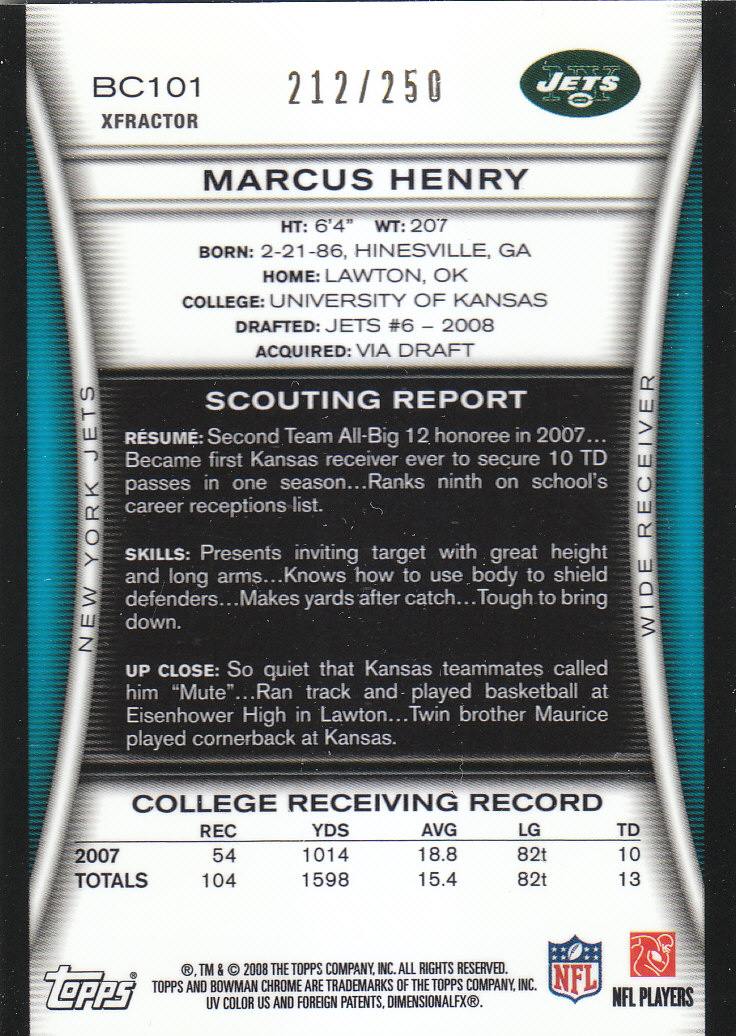 BC101
XFRACTOR
212/250
NY
JETS
MARCUS HENRY
HT: 6'4" WT: 207
BORN: 2-21-86, HINESVILLE, GA
HOME: LAWTON, OK
COLLEGE: UNIVERSITY OF KANSAS
DRAFTED: JETS #6 – 2008
ACQUIRED: VIA DRAFT
NEW YORK JETS
WIDE RECEIVER
SCOUTING REPORT
RÉSUMÉ: Second Team All-Big 12 honoree in 2007...
Became first Kansas receiver ever to secure 10 TD
passes in one season...Ranks ninth on school's
career receptions list.
SKILLS: Presents inviting target with great height
and long arms...Knows how to use body to shield
defenders...Makes yards after catch...Tough to bring
down.
UP CLOSE: So quiet that Kansas teammates called
him "Mute"...Ran track and played basketball at
Eisenhower High in Lawton...Twin brother Maurice
played cornerback at Kansas.
COLLEGE RECEIVING RECORD
REC YDS AVG LG TD
2007 54 1014 18.8 82t 10
TOTALS 104 1598 15.4 82t 13
topps®
®, TM & © 2008 THE TOPPS COMPANY, INC. ALL RIGHTS RESERVED.
TOPPS AND BOWMAN CHROME ARE TRADEMARKS OF THE TOPPS COMPANY, INC.
UV COLOR US AND FOREIGN PATENTS, DIMENSIONALFX®.
NFL
NFL PLAYERS